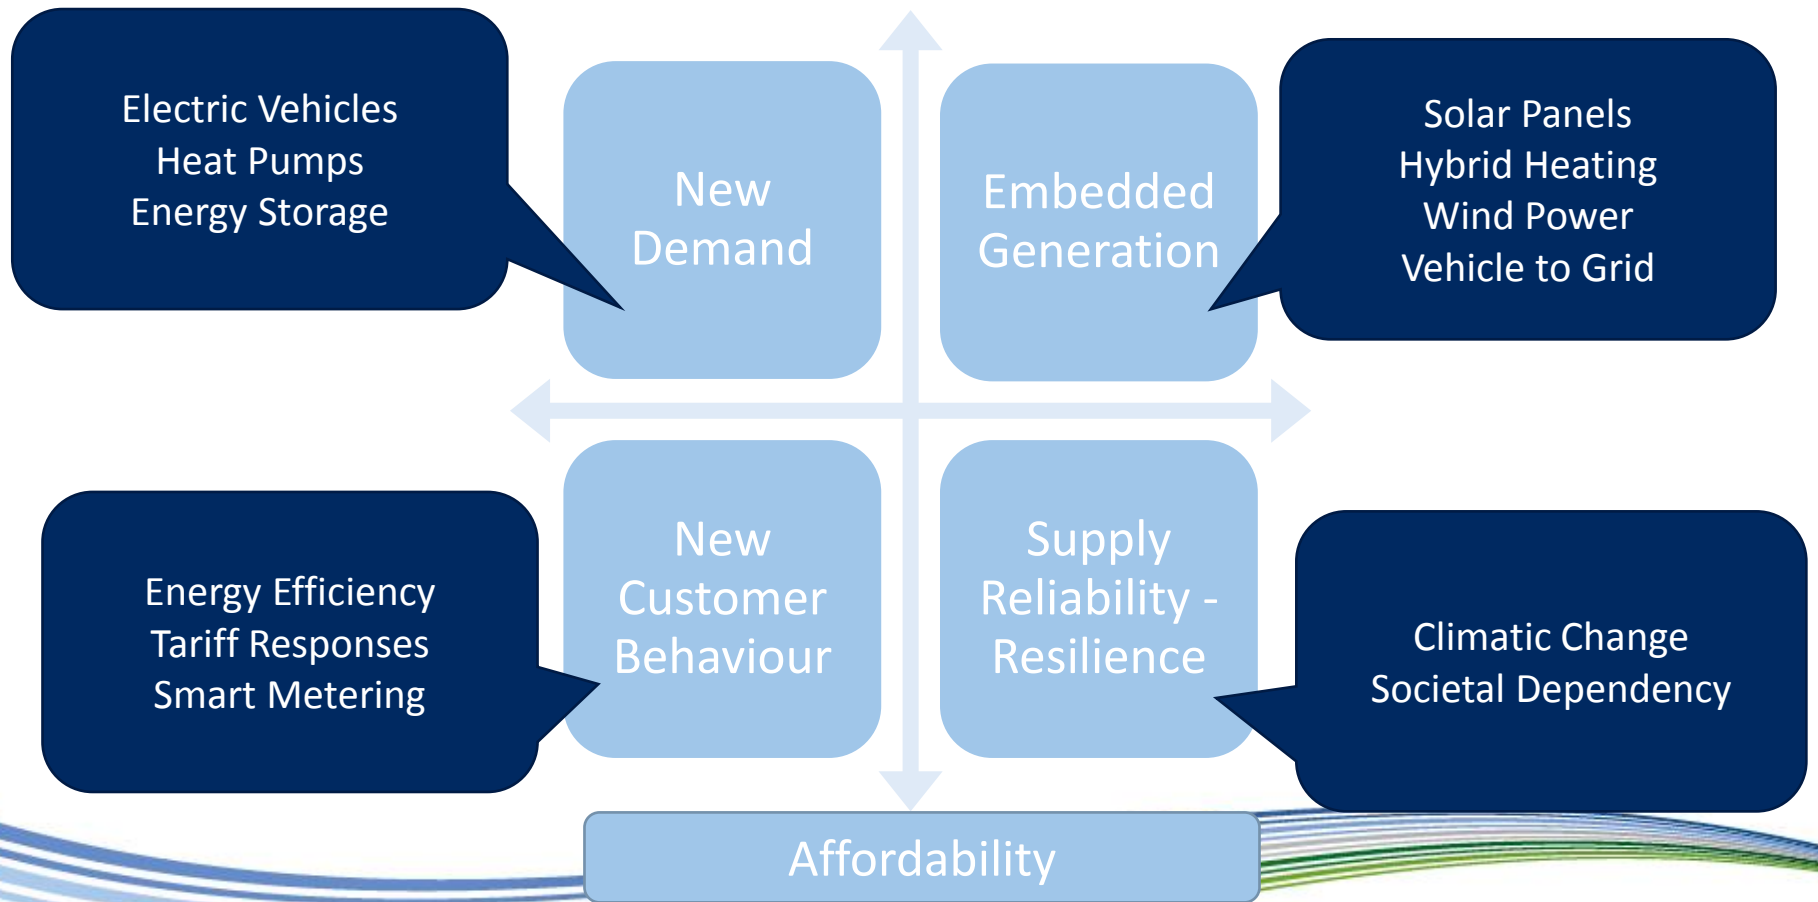 Electric Vehicles
Heat Pumps
Energy Storage
New
Demand
Embedded
Generation
Solar Panels
Hybrid Heating
Wind Power
Vehicle to Grid
Energy Efficiency
Tariff Responses
Smart Metering
New
Customer
Behaviour
Supply
Reliability -
Resilience
Climatic Change
Societal Dependency
Affordability